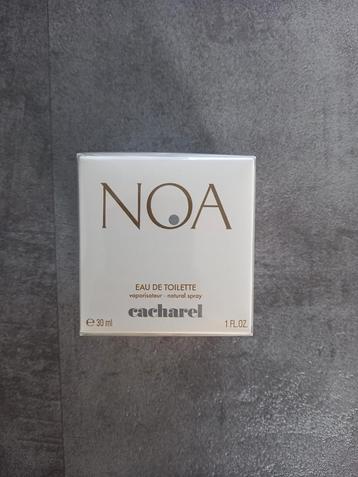 NOA
EAU DE TOILETTE
vaporisateur - natural spray
cacharel
℮ 30 ml 1 FL.OZ.